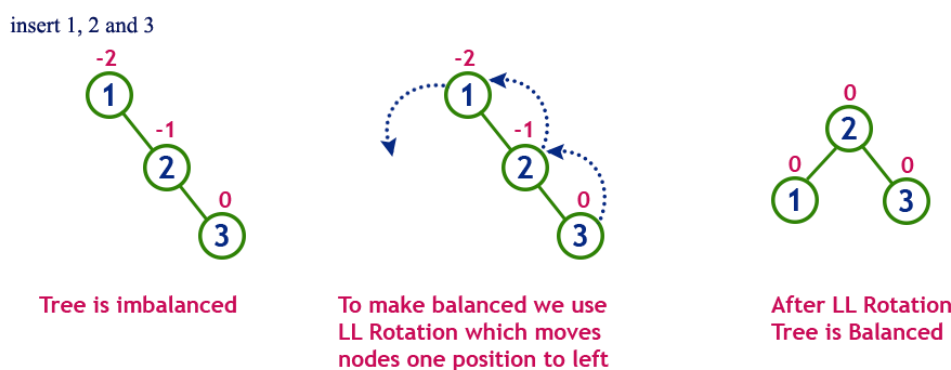 insert 1, 2 and 3
-2
1
-1
2
0
3
Tree is imbalanced
-2
1
-1
2
0
3
To make balanced we use
LL Rotation which moves
nodes one position to left
0
2
0
1
0
3
After LL Rotation
Tree is Balanced